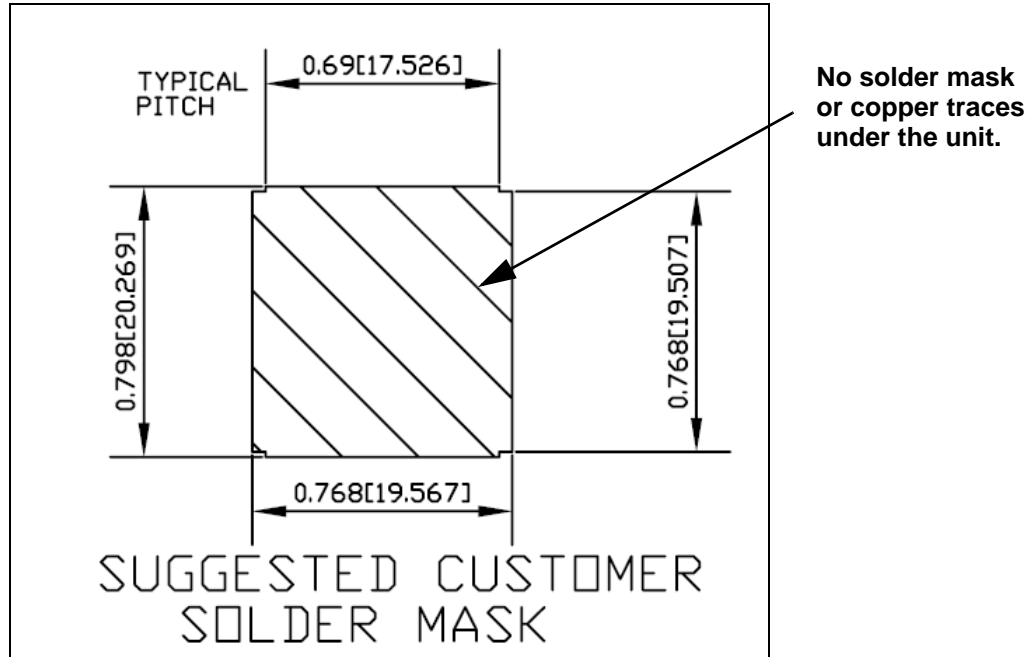 0.69[17.526]
TYPICAL
PITCH
No solder mask
or copper traces
under the unit.
0.798[20.269]
0.768[19.507]
0.768[19.567]
SUGGESTED CUSTOMER
SOLDER MASK